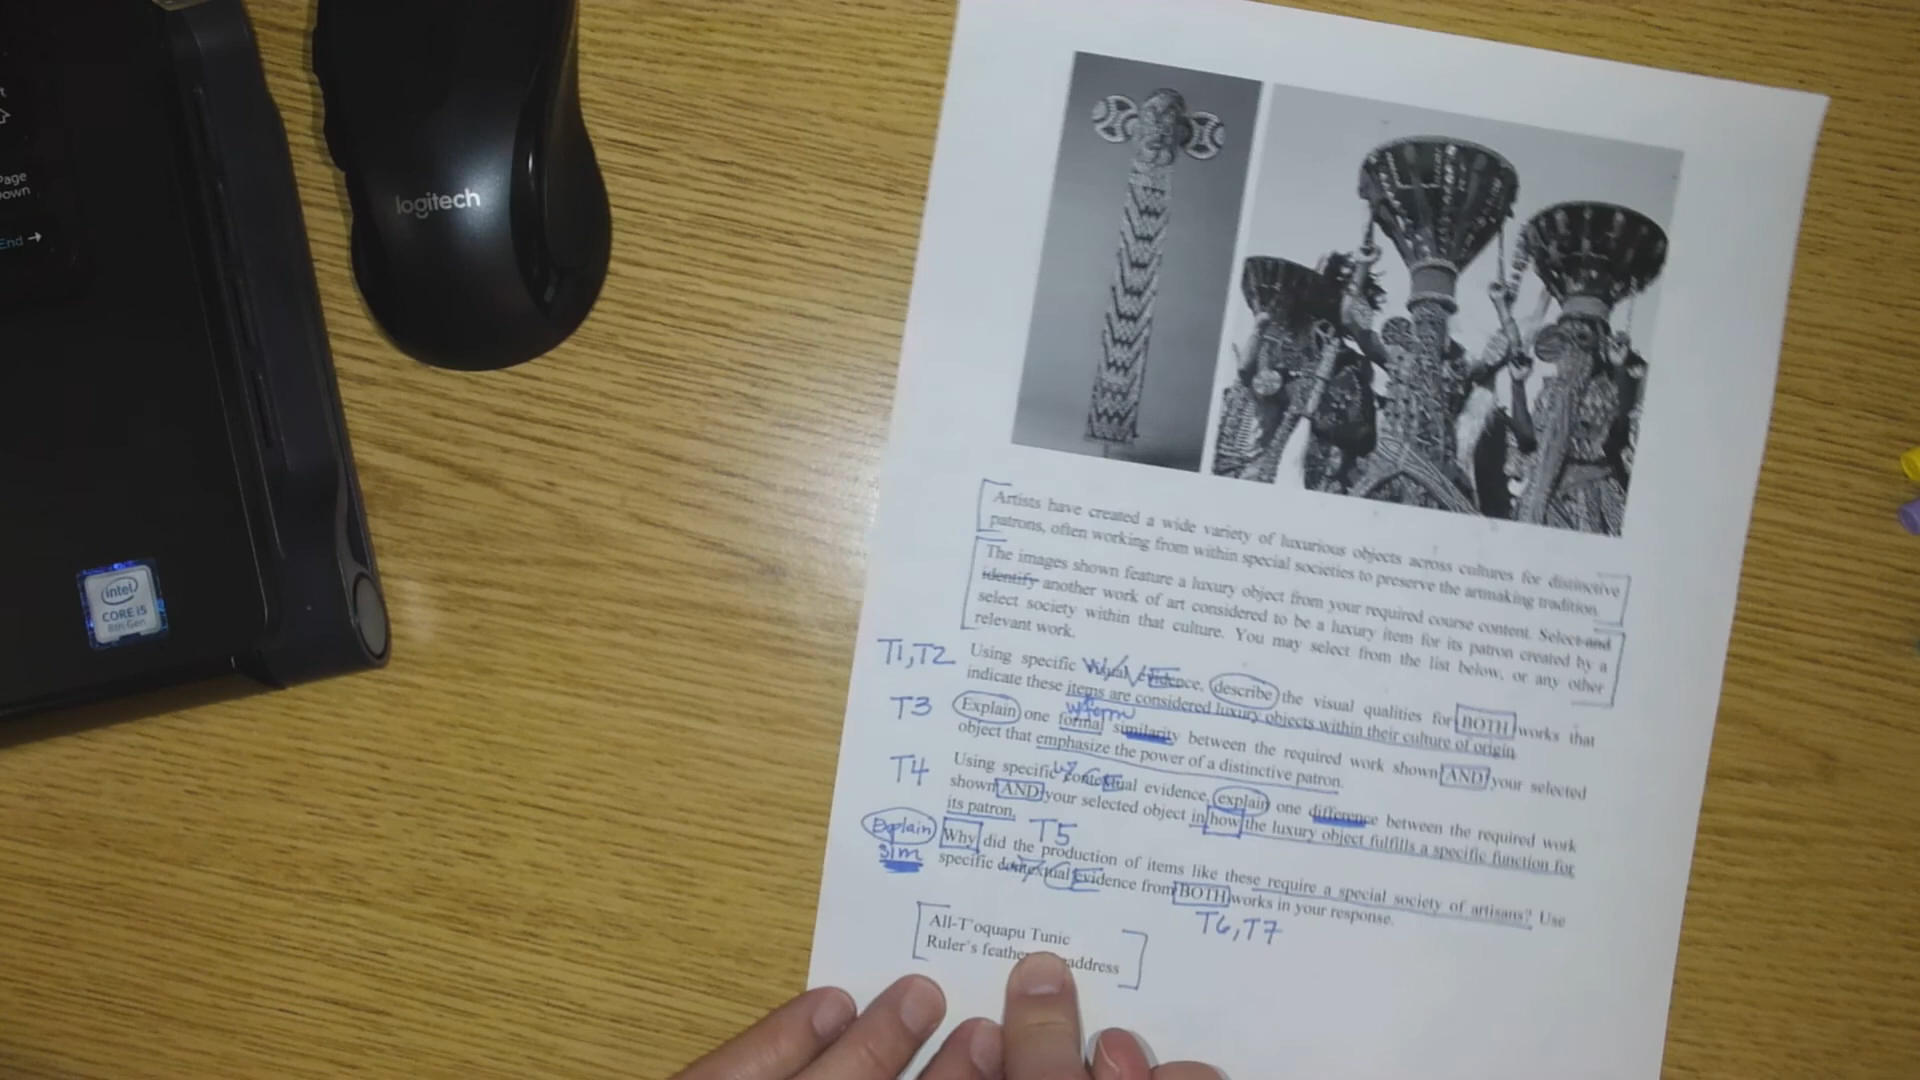 t
Page
own
End →
logitech
intel
CORE i5
8th Gen
Artists have created a wide variety of luxurious objects across cultures for distinctive
patrons, often working from within special societies to preserve the artmaking tradition.
The images shown feature a luxury object from your required course content. Select and
identify another work of art considered to be a luxury item for its patron created by a
select society within that culture. You may select from the list below, or any other
relevant work.
T1, T2 Using specific evidence, describe the visual qualities for BOTH works that
indicate these items are considered luxury objects within their culture of origin
w/form
T3 Explain one formal similarity between the required work shown AND your selected
object that emphasize the power of a distinctive patron.
T4 Using specific contextual evidence, explain one difference between the required work
shown AND your selected object in how the luxury object fulfills a specific function for
its patron.
T5
Explain Why did the production of items like these require a special society of artisans? Use
sim specific contextual evidence from BOTH works in your response.
T6, T7
All-T'oquapu Tunic
Ruler's